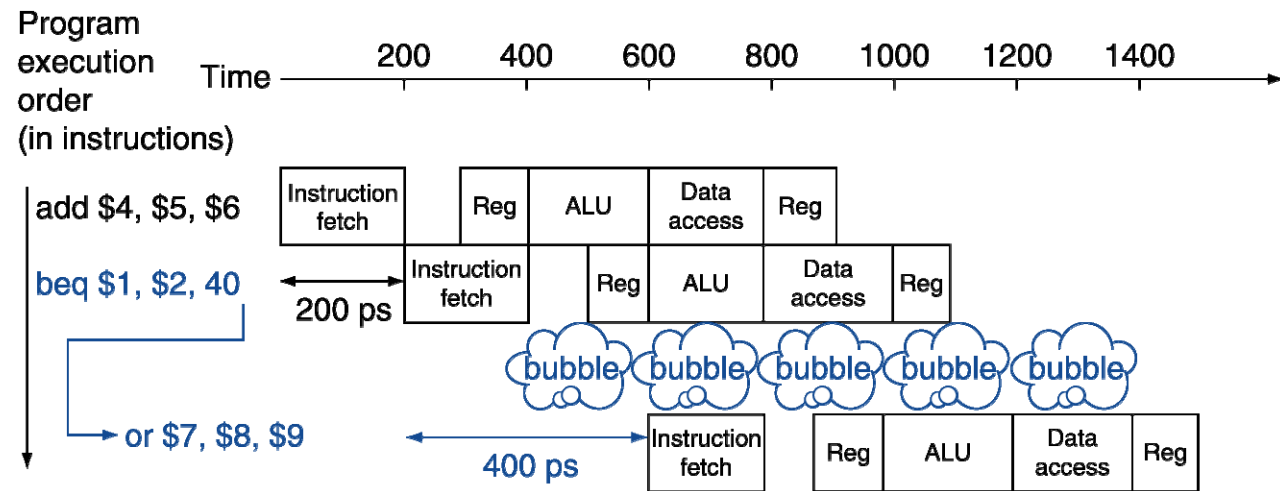 Program
execution
order
(in instructions)
Time
200 400 600 800 1000 1200 1400
add $4, $5, $6
Instruction
fetch
Reg
ALU
Data
access
Reg
beq $1, $2, 40
200 ps
Instruction
fetch
Reg
ALU
Data
access
Reg
bubble bubble bubble bubble bubble
or $7, $8, $9
400 ps
Instruction
fetch
Reg
ALU
Data
access
Reg